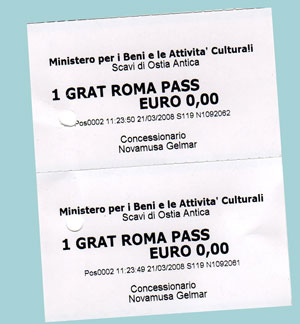 Ministero per i Beni e le Attivita' Culturali
Scavi di Ostia Antica
1 GRAT ROMA PASS
EURO 0,00
Pos0002 11:23:50 21/03/2008 S119 N1092062
Concessionario
Novamusa Gelmar
Ministero per i Beni e le Attivita' Culturali
Scavi di Ostia Antica
1 GRAT ROMA PASS
EURO 0,00
Pos0002 11:23:49 21/03/2008 S119 N1092061
Concessionario
Novamusa Gelmar